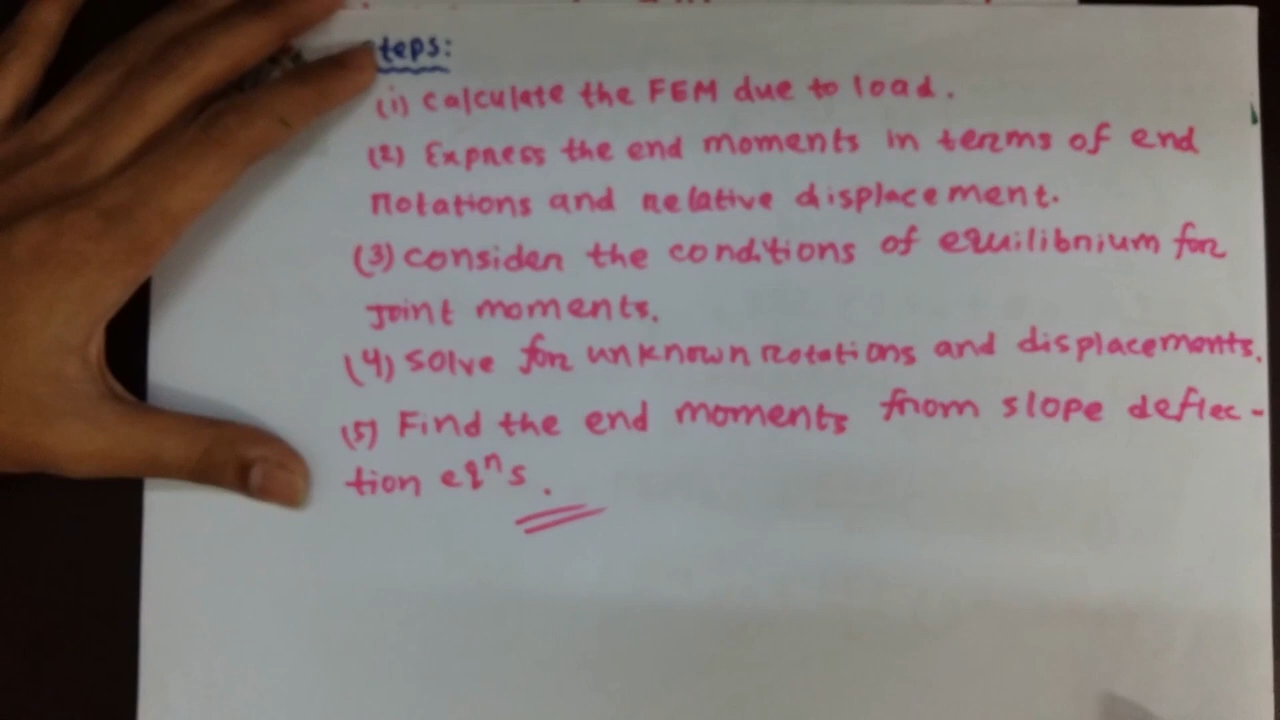 teps:
(1) calculate the FEM due to load.
(2) Express the end moments in terms of end
rotations and relative displacement.
(3) consider the conditions of equilibrium for
joint moments.
(4) solve for unknown rotations and displacements.
(5) Find the end moments from slope deflec-
tion eqⁿs.